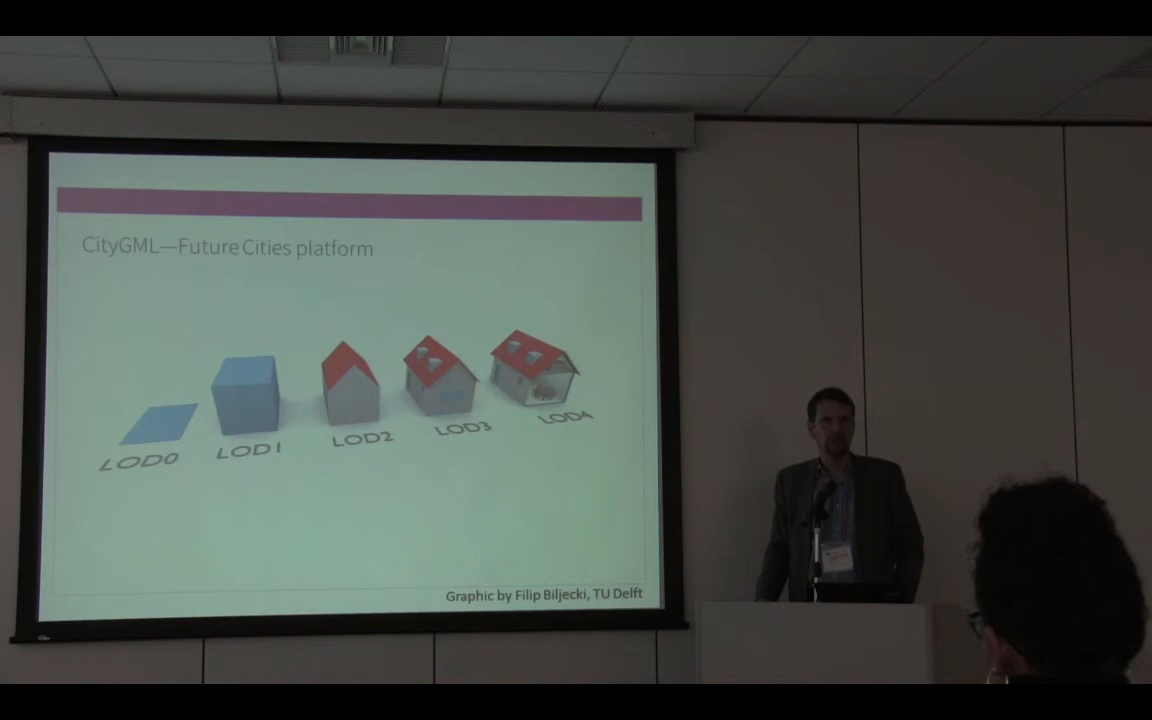 CityGML—Future Cities platform
LOD0
LOD1
LOD2
LOD3
LOD4
Graphic by Filip Biljecki, TU Delft